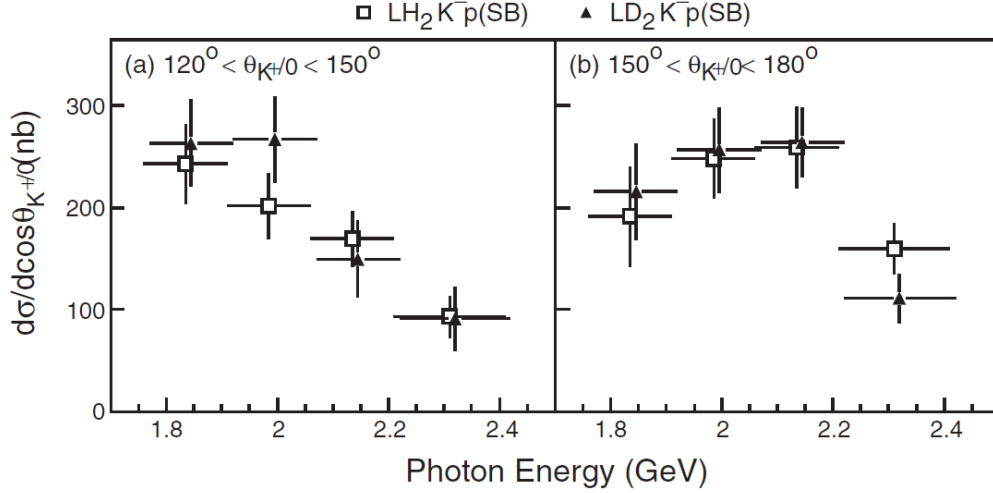 LH₂ K⁻p(SB) LD₂ K⁻p(SB)
(a) 120° < θK+/0 < 150°
(b) 150° < θK+/0 < 180°
dσ/dcosθK+/0(nb)
300
200
100
0
1.8 2 2.2 2.4 1.8 2 2.2 2.4
Photon Energy (GeV)